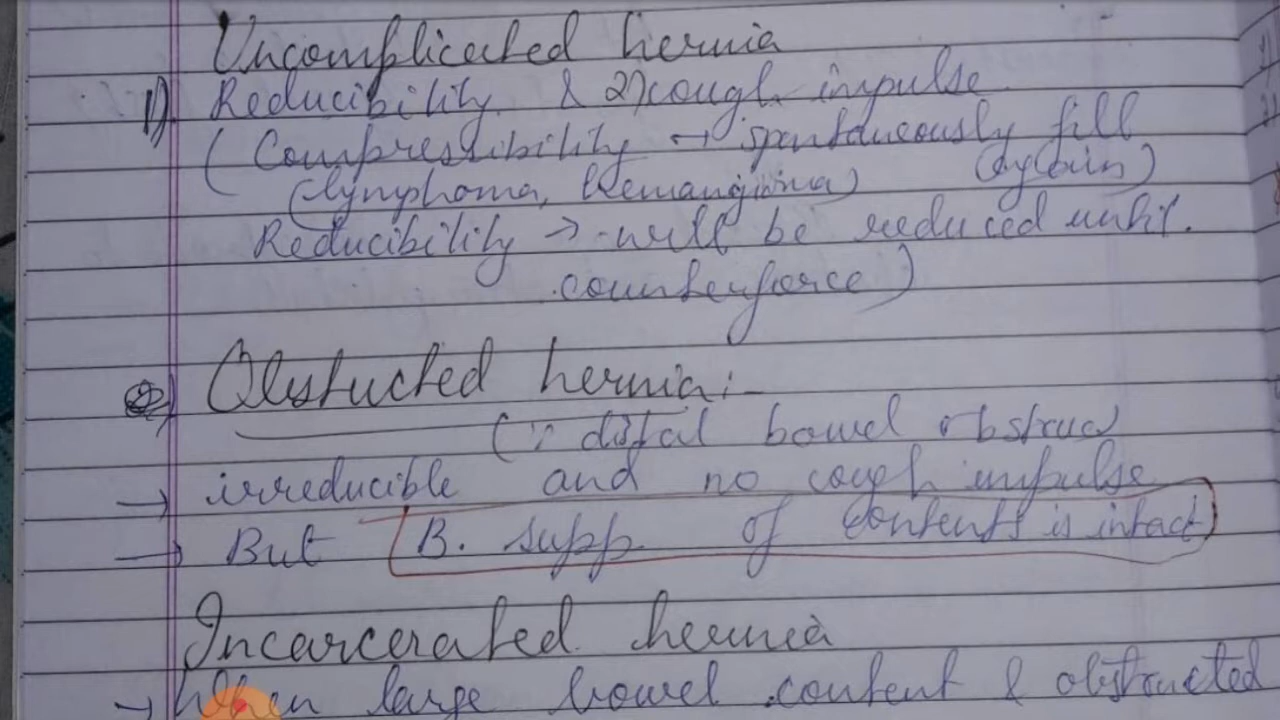 Uncomplicated hernia
1). Reducibility & 2) cough impulse
( Compressibility → spontaneously fill
(lymphoma, Hemangioma) (again)
Reducibility → will be reduced until.
counterforce)
Obstucted hernia :-
(∵ distal bowel obstruc)
→ irreducible and no cough impulse
→ But (B. supp. of contents is intact)
Incarcerated hernia
→ When large bowel content & obstructed